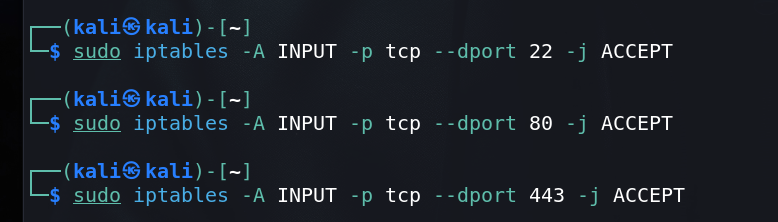 ┌──(kali㉿kali)-[~]
└─$ sudo iptables -A INPUT -p tcp --dport 22 -j ACCEPT
┌──(kali㉿kali)-[~]
└─$ sudo iptables -A INPUT -p tcp --dport 80 -j ACCEPT
┌──(kali㉿kali)-[~]
└─$ sudo iptables -A INPUT -p tcp --dport 443 -j ACCEPT